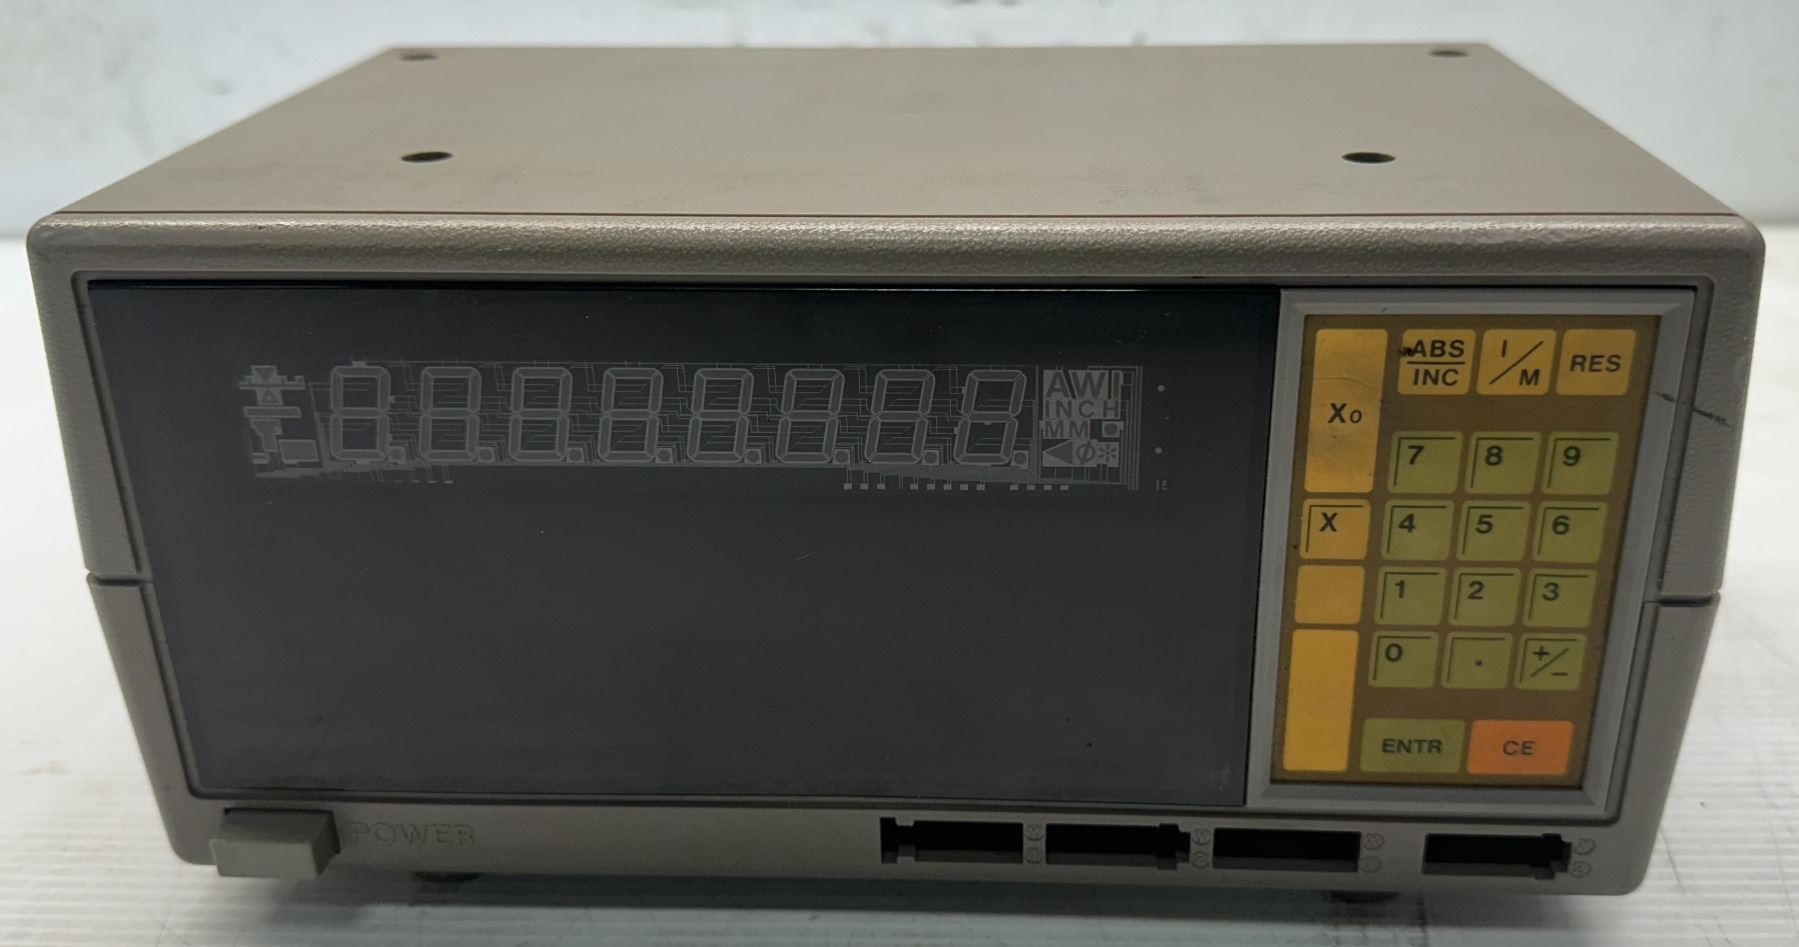 AWI
INCH
MM
X₀
ABS
INC
I/M
RES
7 8 9
X
4 5 6
1 2 3
0 . +/-
ENTR CE
POWER